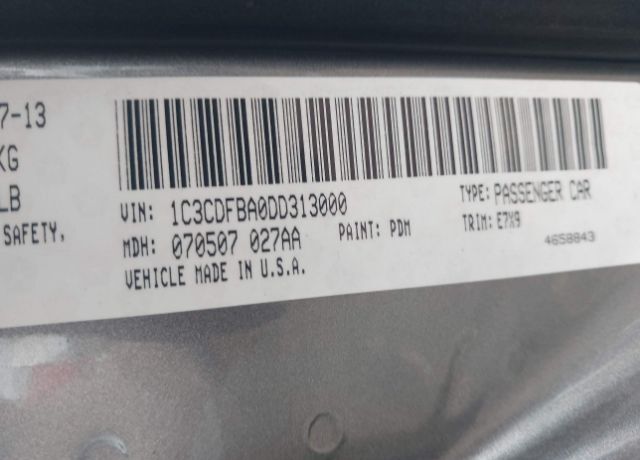 7-13
KG
LB
SAFETY,
VIN: 1C3CDFBA0DD313000
TYPE: PASSENGER CAR
MDH: 070507 027AA
PAINT: PDM
TRIM: E7X9
4658843
VEHICLE MADE IN U.S.A.